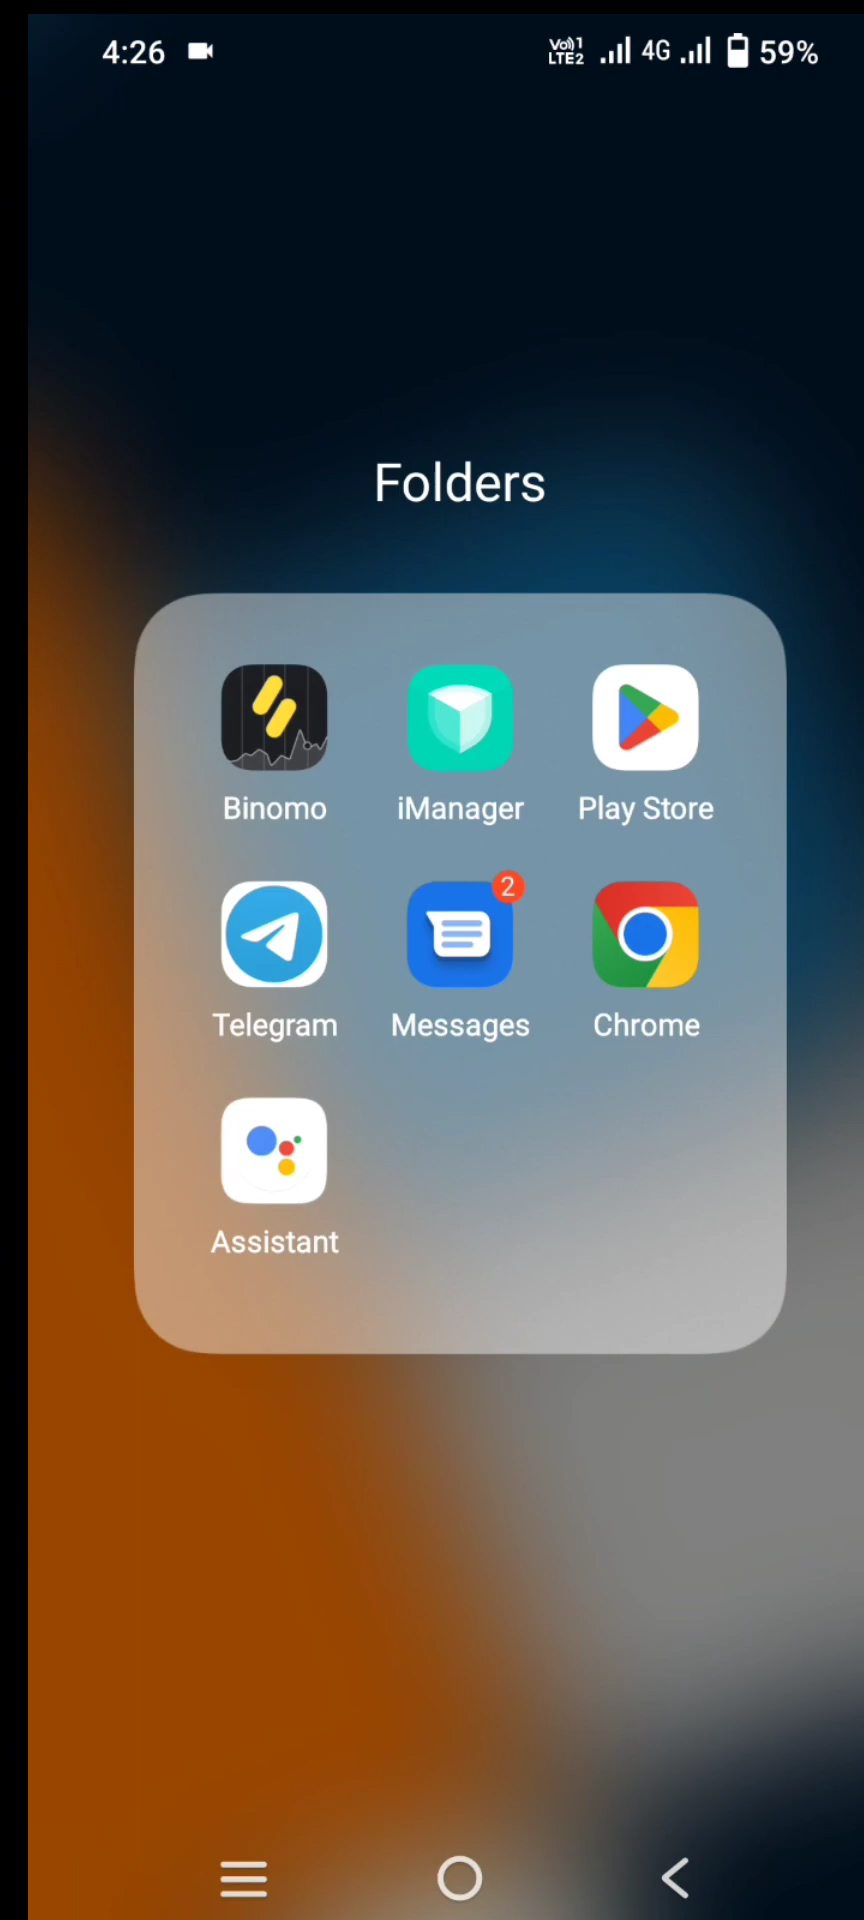 4:26 Vo))1 LTE2 4G 59%
Folders
Binomo iManager Play Store
2
Telegram Messages Chrome
Assistant